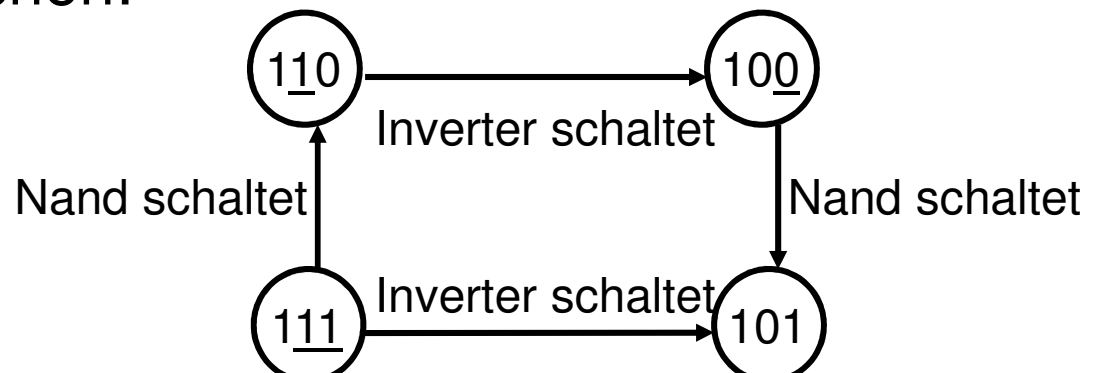 110
100
Inverter schaltet
Nand schaltet
Nand schaltet
Inverter schaltet
111
101